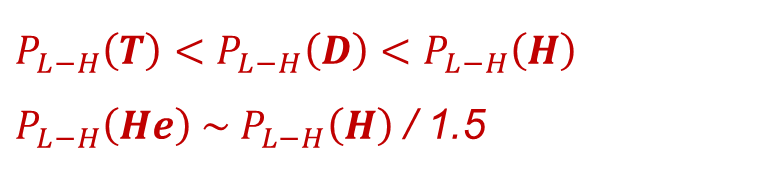 P_{L−H}(T) < P_{L−H}(D) < P_{L−H}(H)
P_{L−H}(He) ~ P_{L−H}(H) / 1.5